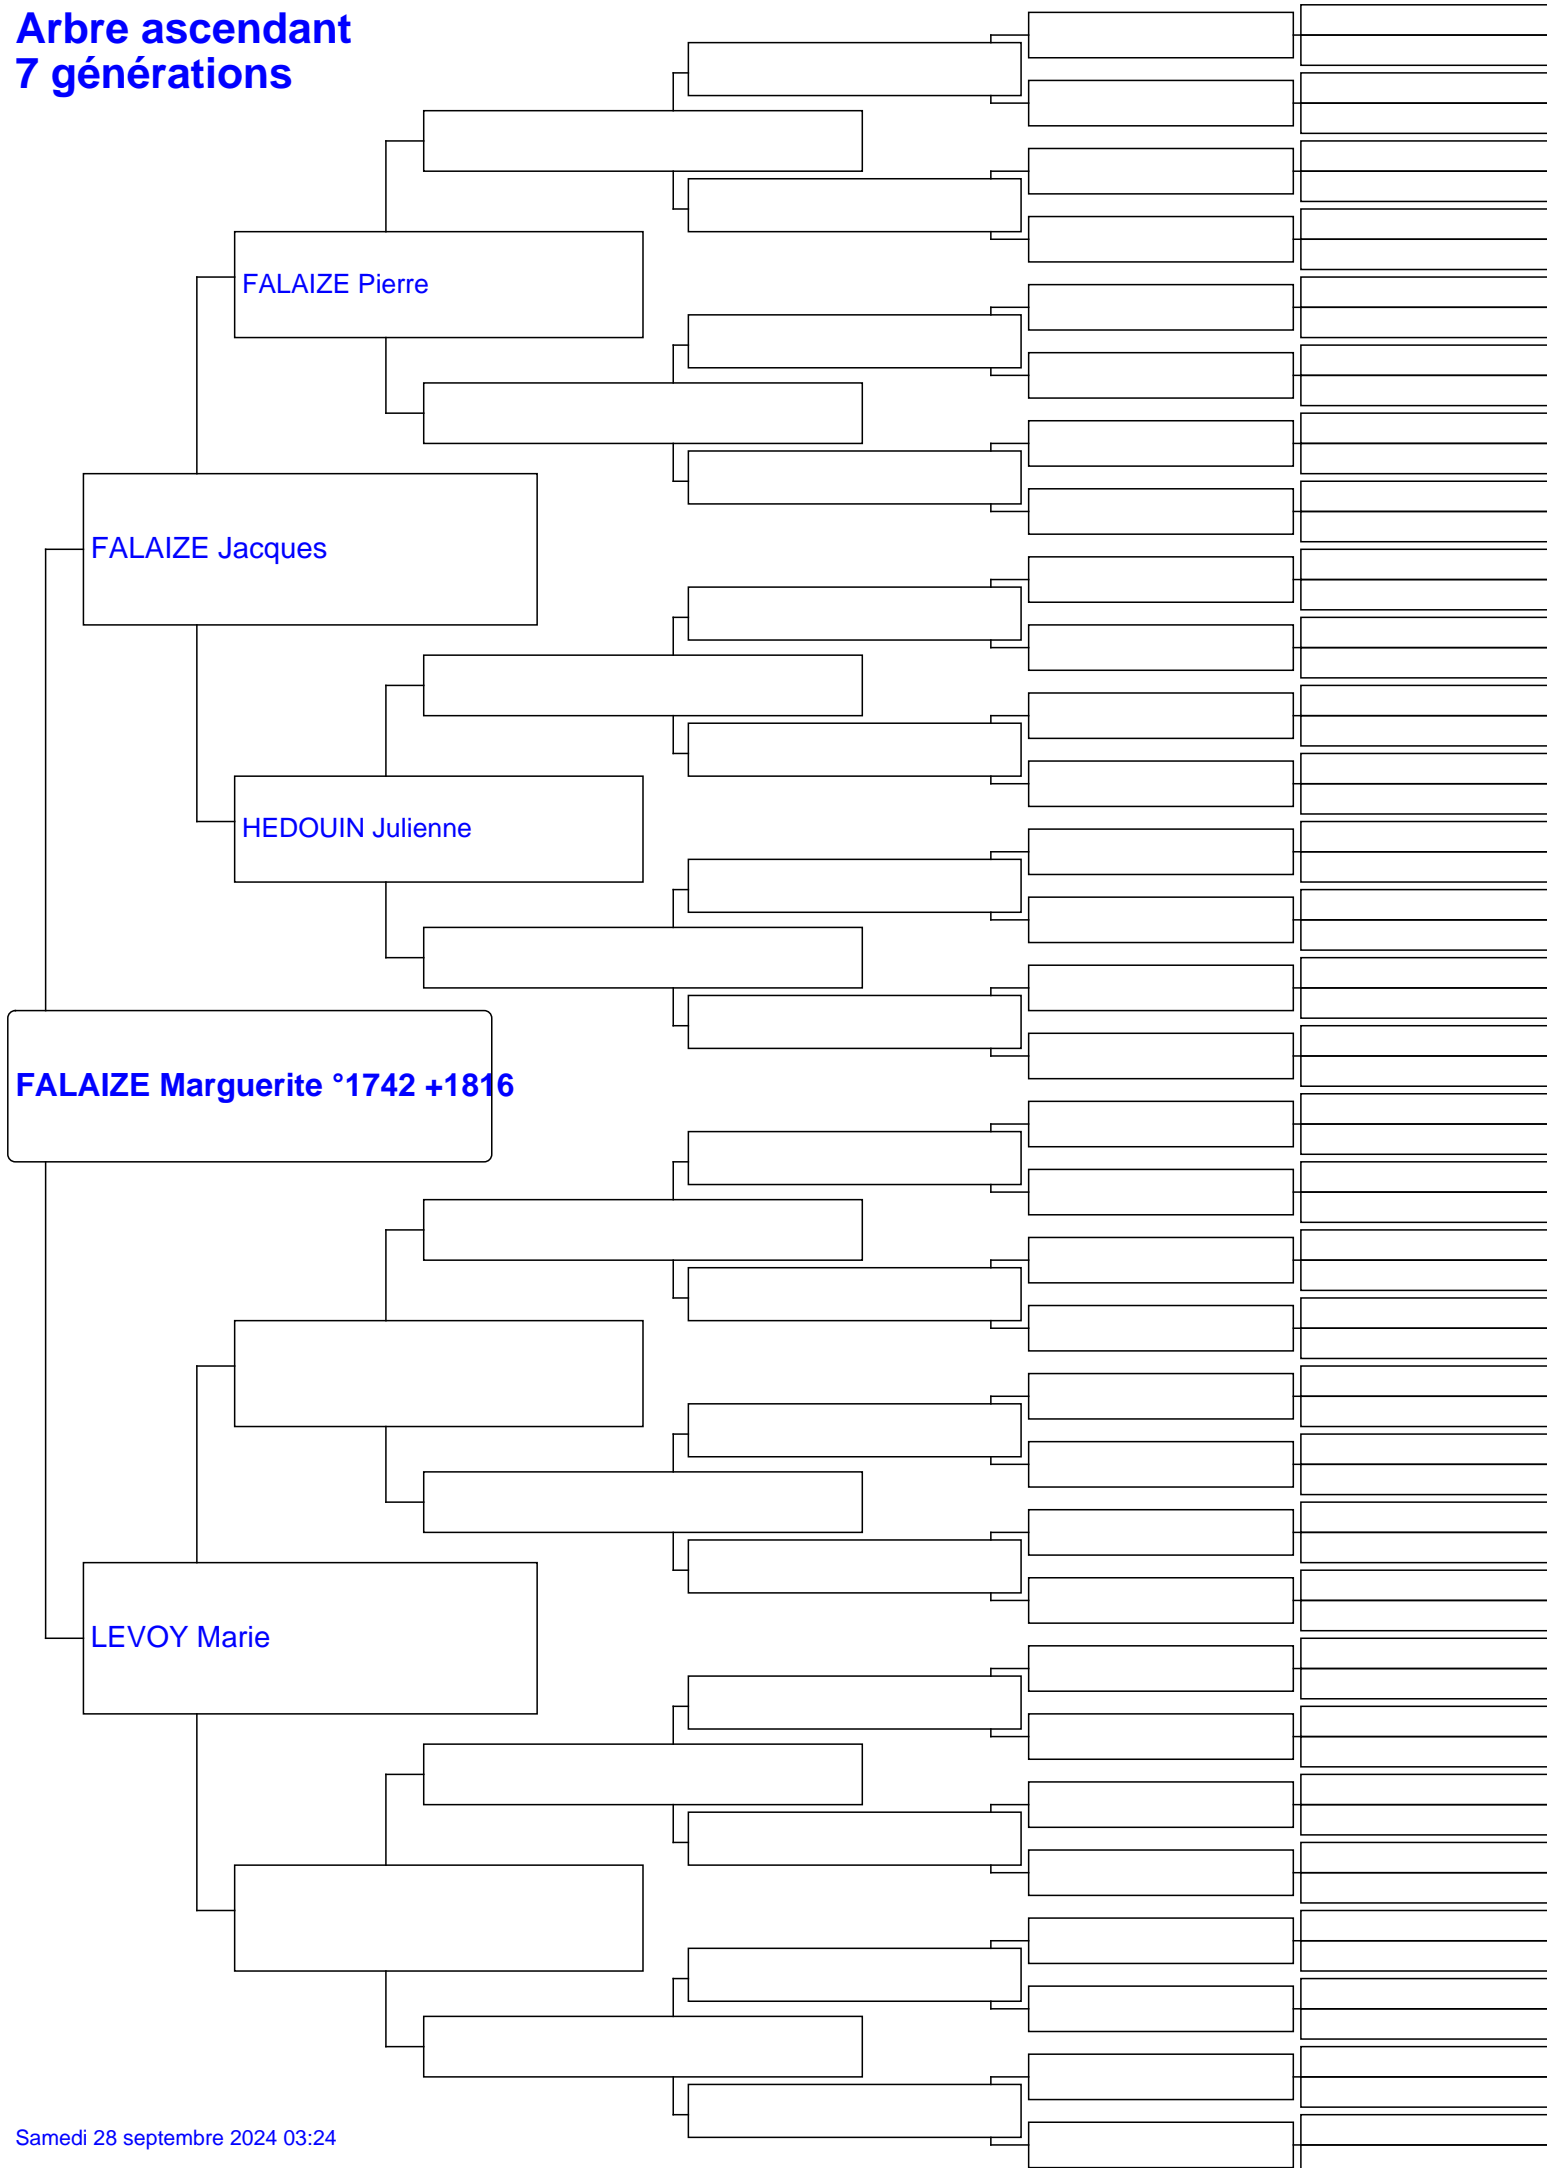 Arbre ascendant
7 générations
FALAIZE Pierre
FALAIZE Jacques
HEDOUIN Julienne
FALAIZE Marguerite °1742 +1816
LEVOY Marie
Samedi 28 septembre 2024 03:24